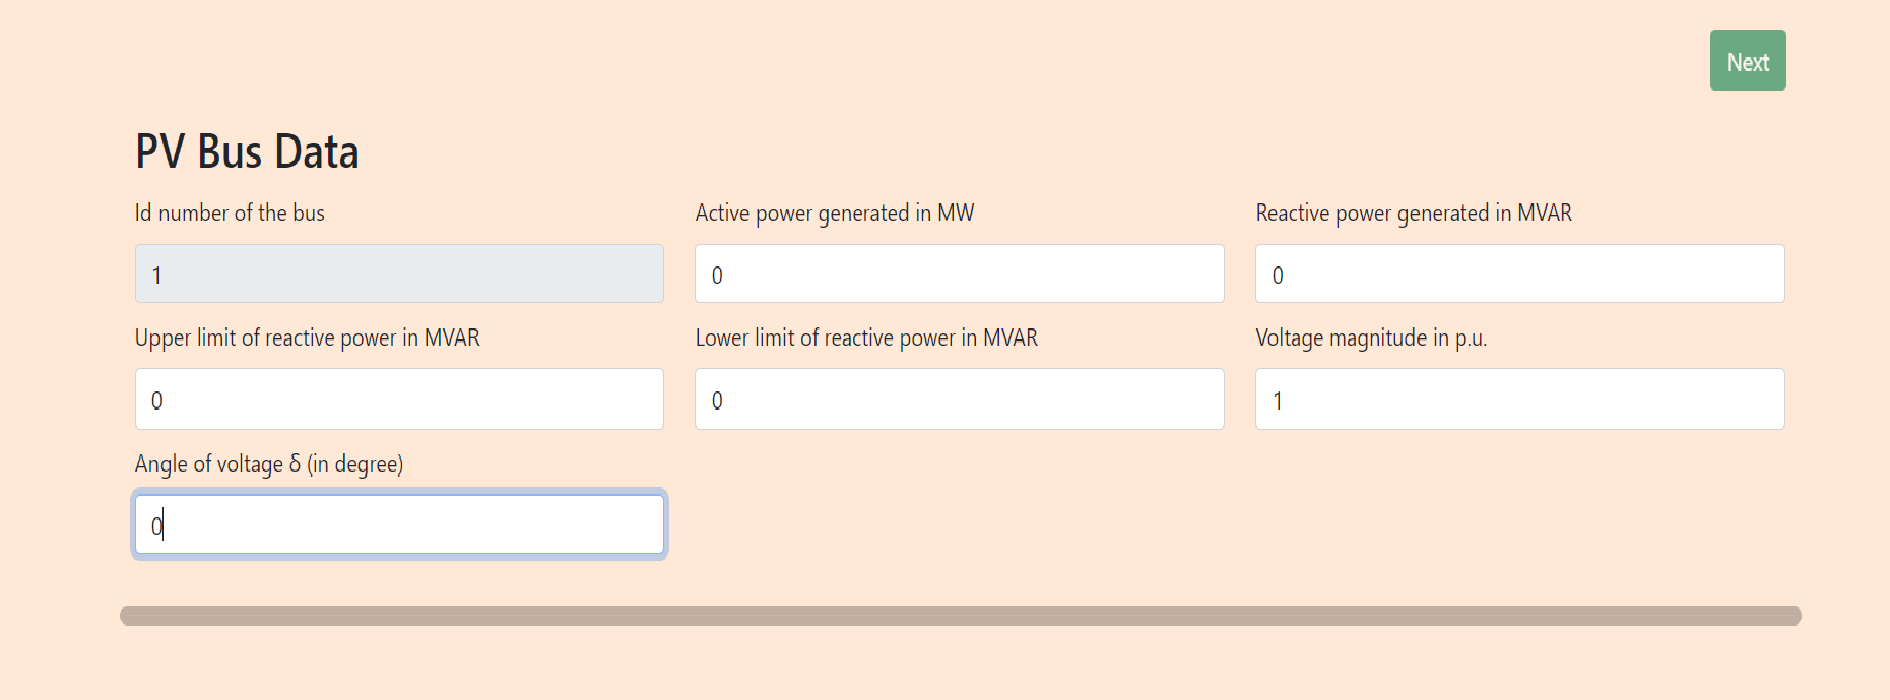 Next
PV Bus Data
Id number of the bus
Active power generated in MW
Reactive power generated in MVAR
1
0
0
Upper limit of reactive power in MVAR
Lower limit of reactive power in MVAR
Voltage magnitude in p.u.
0
0
1
Angle of voltage δ (in degree)
0